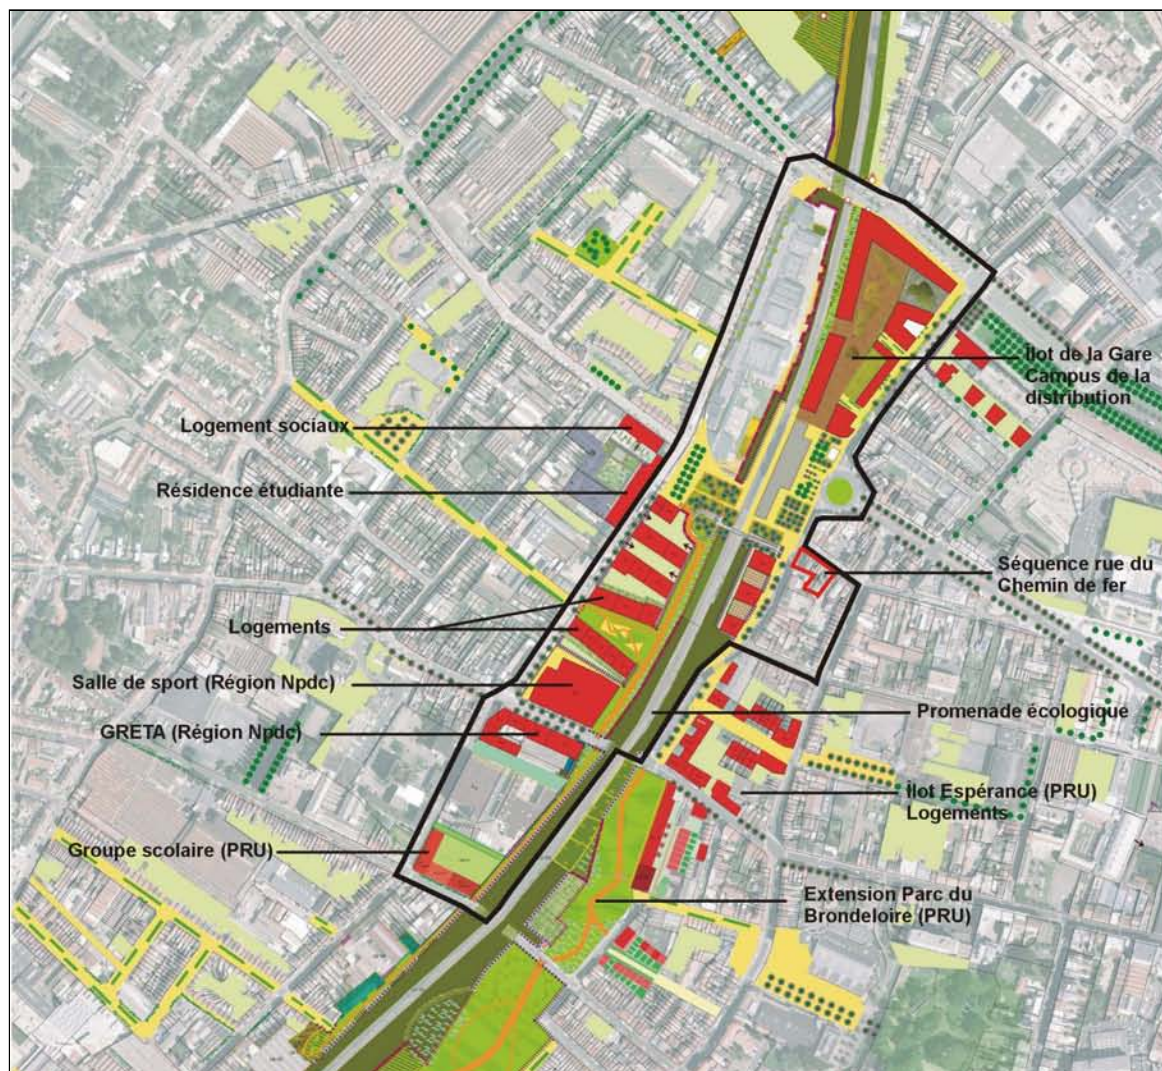 Îlot de la Gare
Campus de la
distribution
Logement sociaux
Résidence étudiante
Séquence rue du
Chemin de fer
Logements
Salle de sport (Région Npdc)
Promenade écologique
GRETA (Région Npdc)
Îlot Espérance (PRU)
Logements
Groupe scolaire (PRU)
Extension Parc du
Brondeloire (PRU)